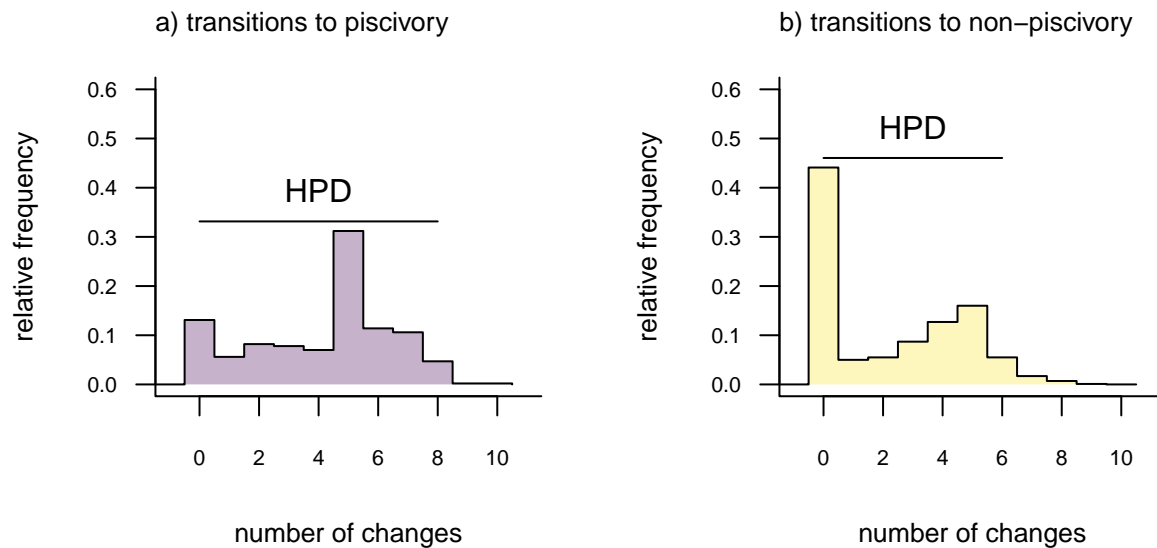 a) transitions to piscivory
relative frequency
0.6
0.5
0.4
0.3
0.2
0.1
0.0
HPD
0 2 4 6 8 10
number of changes
b) transitions to non−piscivory
relative frequency
0.6
0.5
0.4
0.3
0.2
0.1
0.0
HPD
0 2 4 6 8 10
number of changes